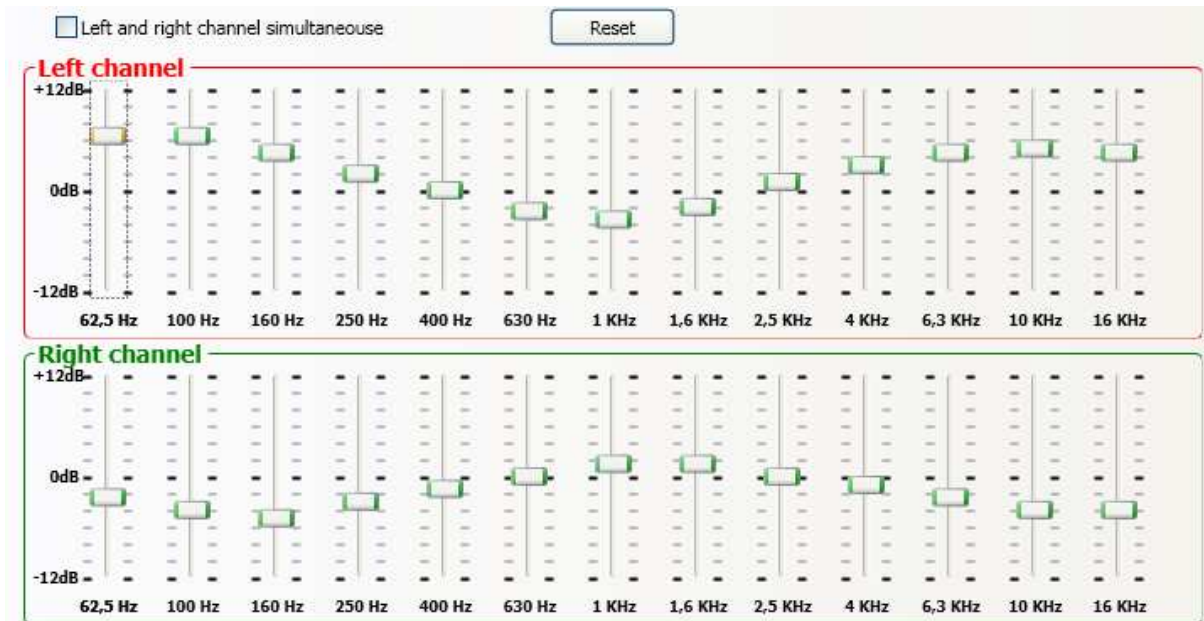 Left and right channel simultaneouse Reset
Left channel
+12dB
0dB
-12dB
62,5 Hz 100 Hz 160 Hz 250 Hz 400 Hz 630 Hz 1 KHz 1,6 KHz 2,5 KHz 4 KHz 6,3 KHz 10 KHz 16 KHz
Right channel
+12dB
0dB
-12dB
62,5 Hz 100 Hz 160 Hz 250 Hz 400 Hz 630 Hz 1 KHz 1,6 KHz 2,5 KHz 4 KHz 6,3 KHz 10 KHz 16 KHz